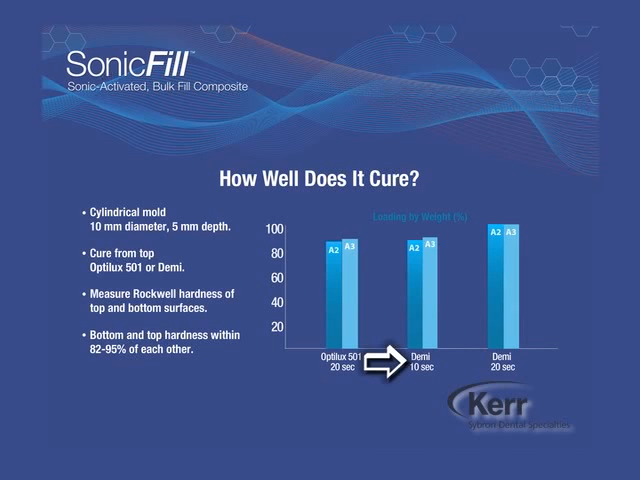 SonicFill™
Sonic-Activated, Bulk Fill Composite
How Well Does It Cure?
• Cylindrical mold
10 mm diameter, 5 mm depth.
• Cure from top
Optilux 501 or Demi.
• Measure Rockwell hardness of
top and bottom surfaces.
• Bottom and top hardness within
82-95% of each other.
Loading by Weight (%)
100
80
60
40
20
A2 A3
A2 A3
A2 A3
Optilux 501
20 sec
Demi
10 sec
Demi
20 sec
Kerr
Sybron Dental Specialties